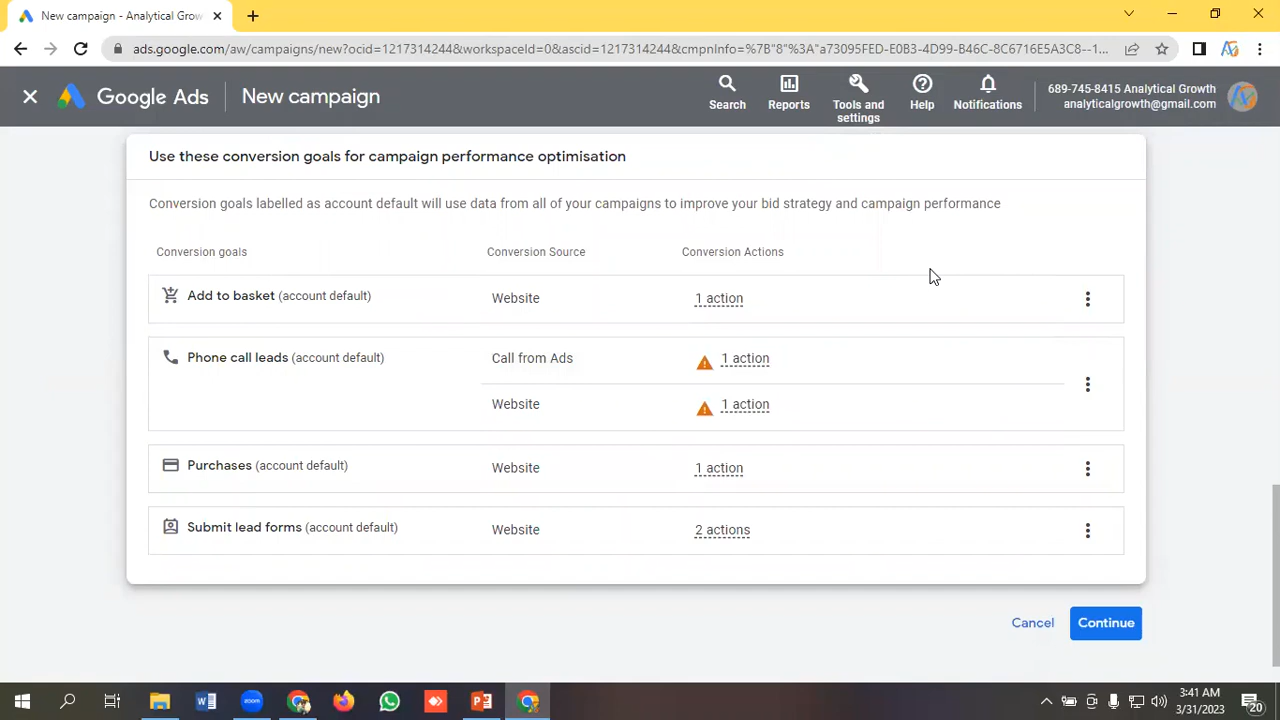 New campaign - Analytical Grow
ads.google.com/aw/campaigns/new?ocid=1217314244&workspaceId=0&ascid=1217314244&cmpnInfo=%7B"8"%3A"a73095FED-E0B3-4D99-B46C-8C6716E5A3C8--1...
Google Ads
New campaign
Search
Reports
Tools and
settings
Help
Notifications
689-745-8415 Analytical Growth
analyticalgrowth@gmail.com
Use these conversion goals for campaign performance optimisation
Conversion goals labelled as account default will use data from all of your campaigns to improve your bid strategy and campaign performance
Conversion goals Conversion Source Conversion Actions
Add to basket (account default) Website 1 action
Phone call leads (account default) Call from Ads 1 action
Website 1 action
Purchases (account default) Website 1 action
Submit lead forms (account default) Website 2 actions
Cancel Continue
zoom
3:41 AM
3/31/2023
20